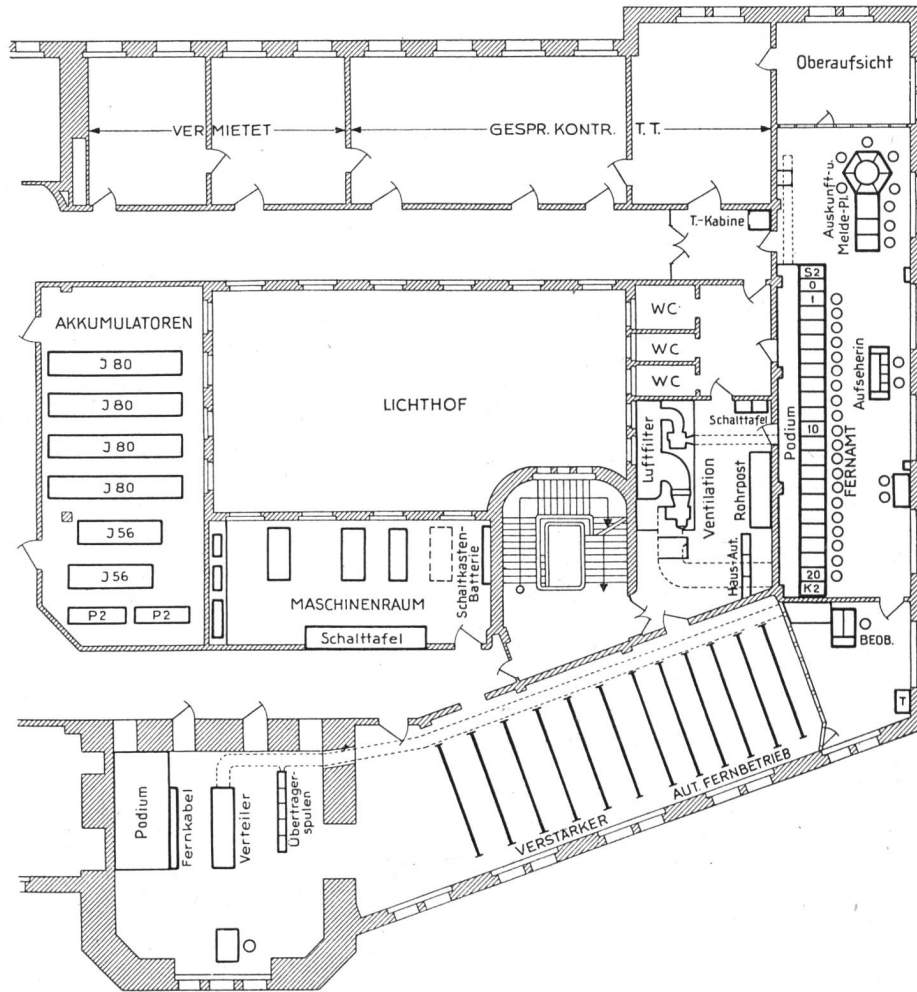 Oberaufsicht
VERMIETET
GESPR. KONTR. T. T.
Auskunft-u.
Melde-Pl.
T.-Kabine
S2
0
1
10
20
K2
Podium
FERNAMT
Aufseherin
AKKUMULATOREN
J 80
J 80
J 80
J 80
J 56
J 56
P2
P2
LICHTHOF
WC
WC
WC
Schalttafel
Luftfilter
Ventilation
Rohrpost
Haus-Aut.
MASCHINENRAUM
Schaltkasten-
Batterie
Schalttafel
BEOB.
T
Podium
Fernkabel
Verteiler
Übertrager-
spulen
VERSTÄRKER
AUT. FERNBETRIEB